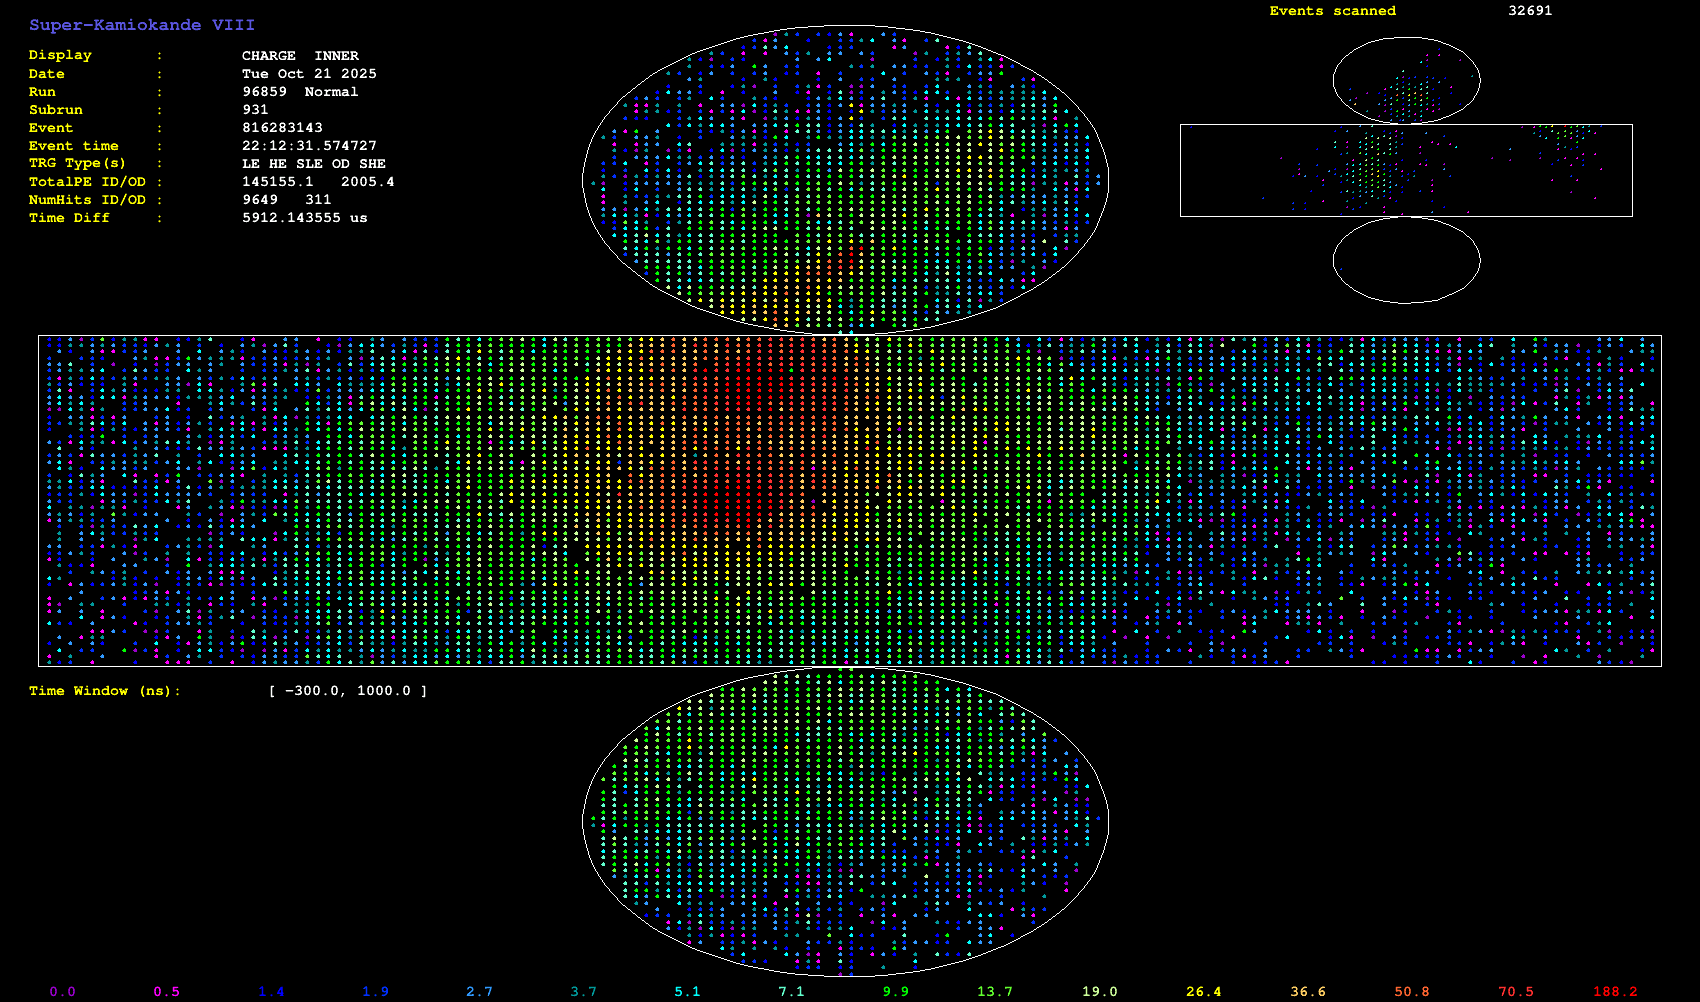 Super-Kamiokande VIII
Events scanned 32691
Display : CHARGE INNER
Date : Tue Oct 21 2025
Run : 96859 Normal
Subrun : 931
Event : 816283143
Event time : 22:12:31.574727
TRG Type(s) : LE HE SLE OD SHE
TotalPE ID/OD : 145155.1 2005.4
NumHits ID/OD : 9649 311
Time Diff : 5912.143555 us
Time Window (ns): [ -300.0, 1000.0 ]
0.0 0.5 1.4 1.9 2.7 3.7 5.1 7.1 9.9 13.7 19.0 26.4 36.6 50.8 70.5 188.2